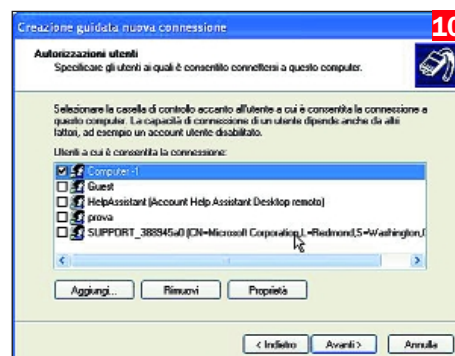 Creazione guidata nuova connessione
10
Autorizzazioni utenti
Specificare gli utenti ai quali è consentito connettersi a questo computer.
Selezionare la casella di controllo accanto all'utente a cui è consentita la connessione a
questo computer. La capacità di connessione di un utente dipende anche da altri
fattori, ad esempio un account utente disabilitato.
Utenti a cui è consentita la connessione:
Computer-1
Guest
HelpAssistant (Account Help Assistant Desktop remoto)
prova
SUPPORT_388945a0 (CN=Microsoft Corporation,L=Redmond,S=Washington,
Aggiungi...
Rimuovi
Proprietà
< Indietro
Avanti >
Annulla